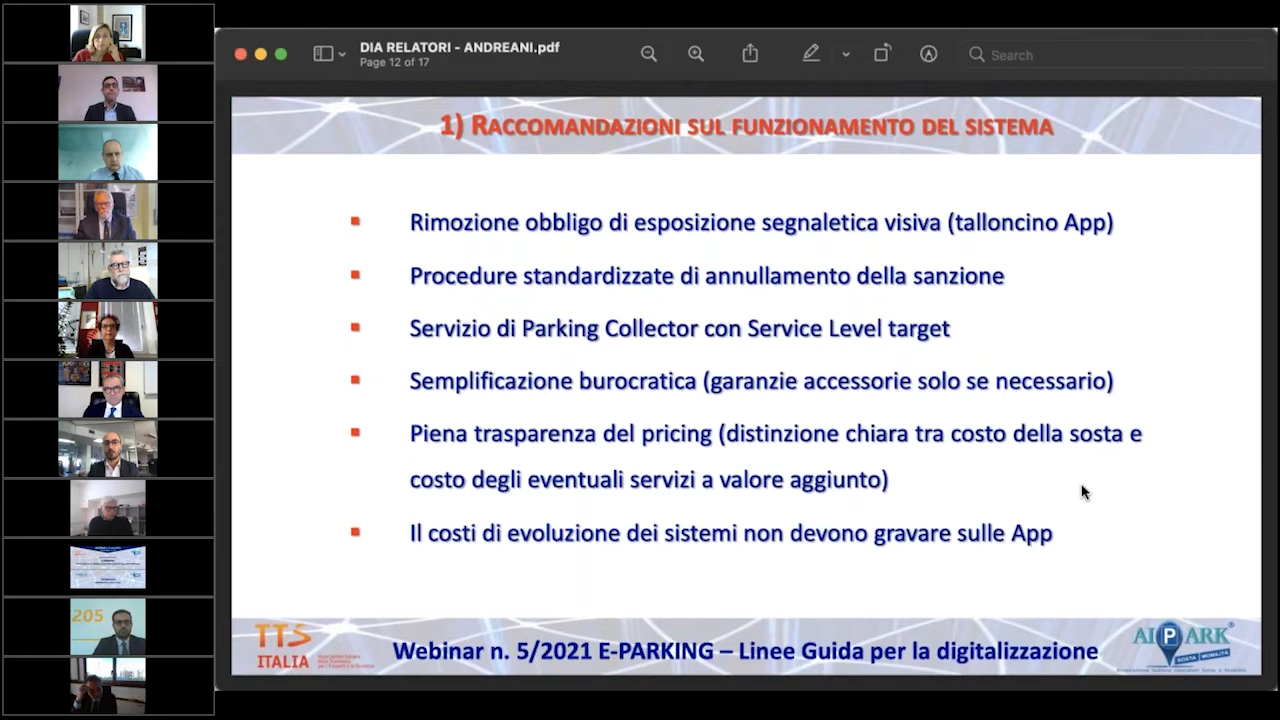 DIA RELATORI - ANDREANI.pdf
Page 12 of 17
Search
1) RACCOMANDAZIONI SUL FUNZIONAMENTO DEL SISTEMA
Rimozione obbligo di esposizione segnaletica visiva (talloncino App)
Procedure standardizzate di annullamento della sanzione
Servizio di Parking Collector con Service Level target
Semplificazione burocratica (garanzie accessorie solo se necessario)
Piena trasparenza del pricing (distinzione chiara tra costo della sosta e
costo degli eventuali servizi a valore aggiunto)
Il costi di evoluzione dei sistemi non devono gravare sulle App
TTS
ITALIA
Webinar n. 5/2021 E-PARKING – Linee Guida per la digitalizzazione
AIPARK
SOSTA E MOBILITÀ
205